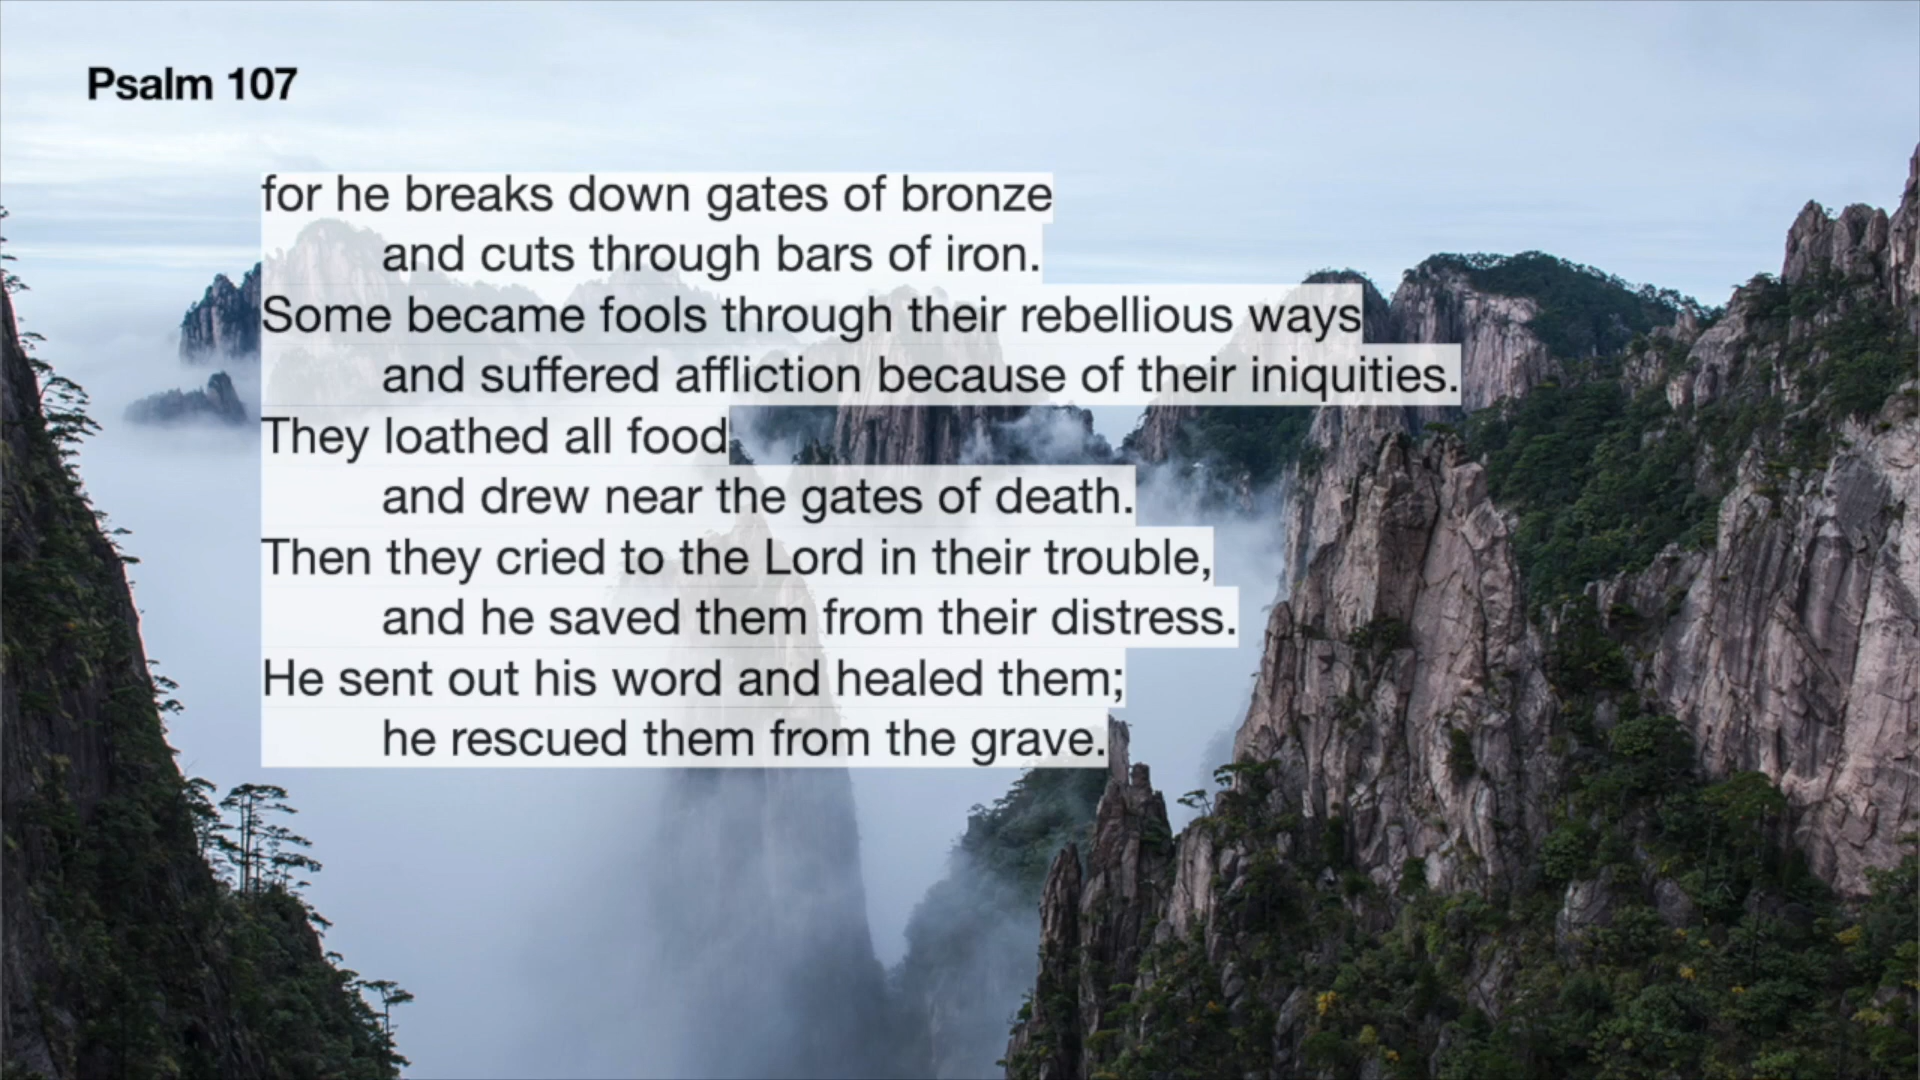 Psalm 107
for he breaks down gates of bronze
and cuts through bars of iron.
Some became fools through their rebellious ways
and suffered affliction because of their iniquities.
They loathed all food
and drew near the gates of death.
Then they cried to the Lord in their trouble,
and he saved them from their distress.
He sent out his word and healed them;
he rescued them from the grave.